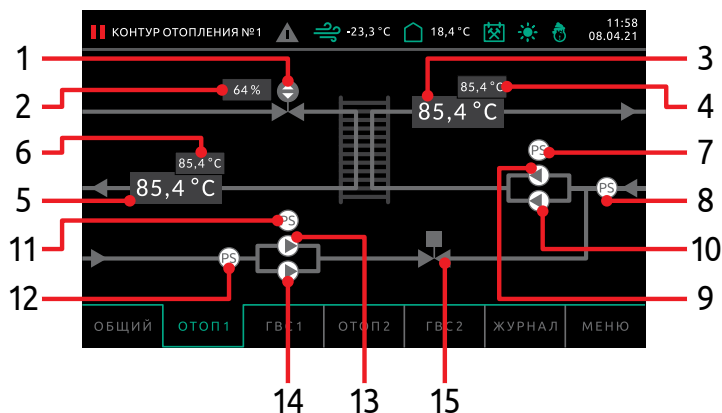 КОНТУР ОТОПЛЕНИЯ №1 -23,3 °C 18,4 °C 11:58
08.04.21
1 3
64 % 85,4 °C
2 85,4 °C 4
6 PS 7
85,4 °C
5 85,4 °C PS 8
11 PS 10
12 PS 9
ОБЩИЙ ОТОП1 ГВС1 ОТОП2 ГВС2 ЖУРНАЛ МЕНЮ
14 13 15